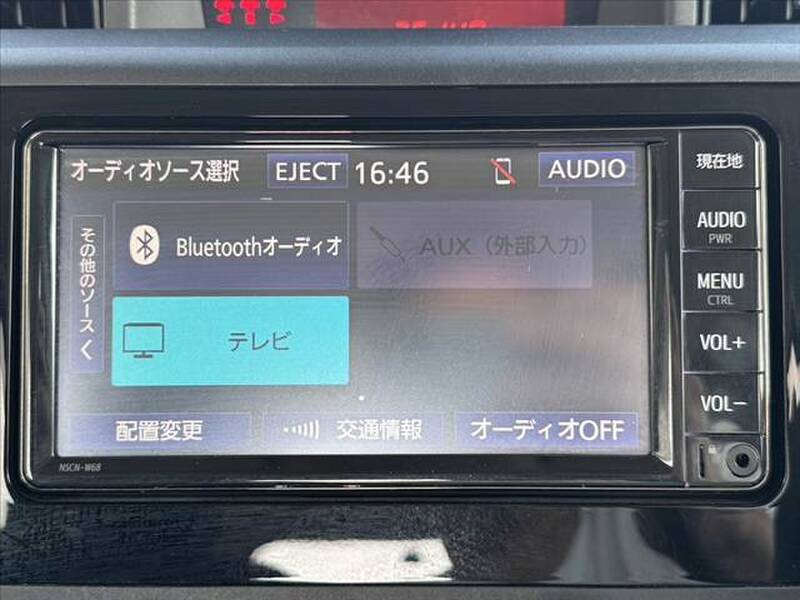 オーディオソース選択 EJECT 16:46 AUDIO
その他のソース
Bluetoothオーディオ
AUX（外部入力）
テレビ
配置変更
交通情報
オーディオOFF
現在地
AUDIO
PWR
MENU
CTRL
VOL+
VOL−
NSCN-W68